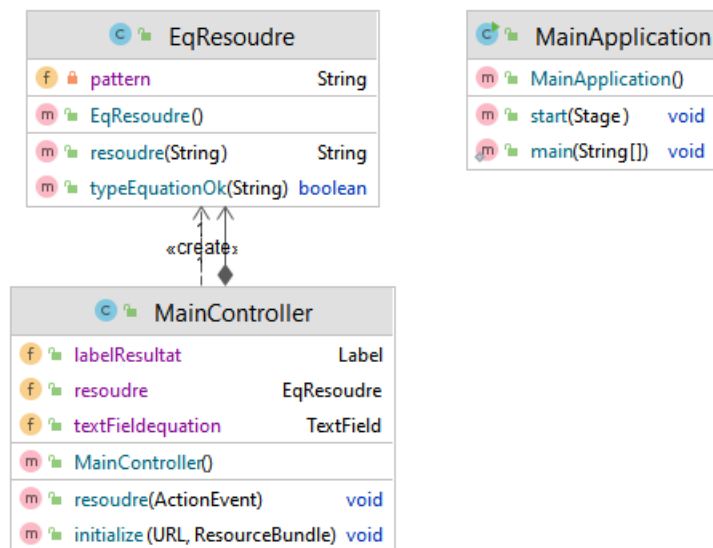 EqResoudre
pattern String
EqResoudre()
resoudre(String) String
typeEquationOk(String) boolean
MainApplication
MainApplication()
start(Stage) void
main(String[]) void
«create»
MainController
labelResultat Label
resoudre EqResoudre
textFieldequation TextField
MainController()
resoudre(ActionEvent) void
initialize(URL, ResourceBundle) void